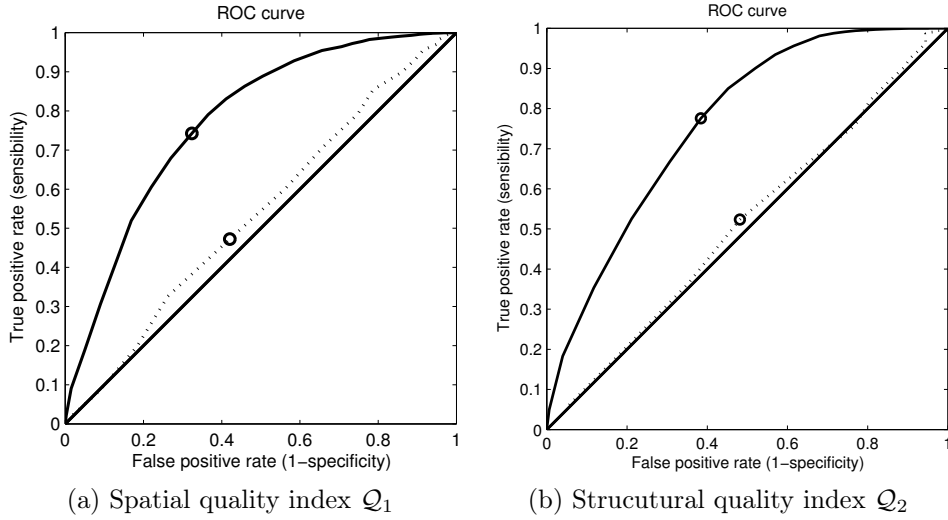 ROC curve
True positive rate (sensibility)
1
0.9
0.8
0.7
0.6
0.5
0.4
0.3
0.2
0.1
0
0 0.2 0.4 0.6 0.8 1
False positive rate (1−specificity)
(a) Spatial quality index Q1
ROC curve
True positive rate (sensibility)
1
0.9
0.8
0.7
0.6
0.5
0.4
0.3
0.2
0.1
0
0 0.2 0.4 0.6 0.8 1
False positive rate (1−specificity)
(b) Strucutural quality index Q2